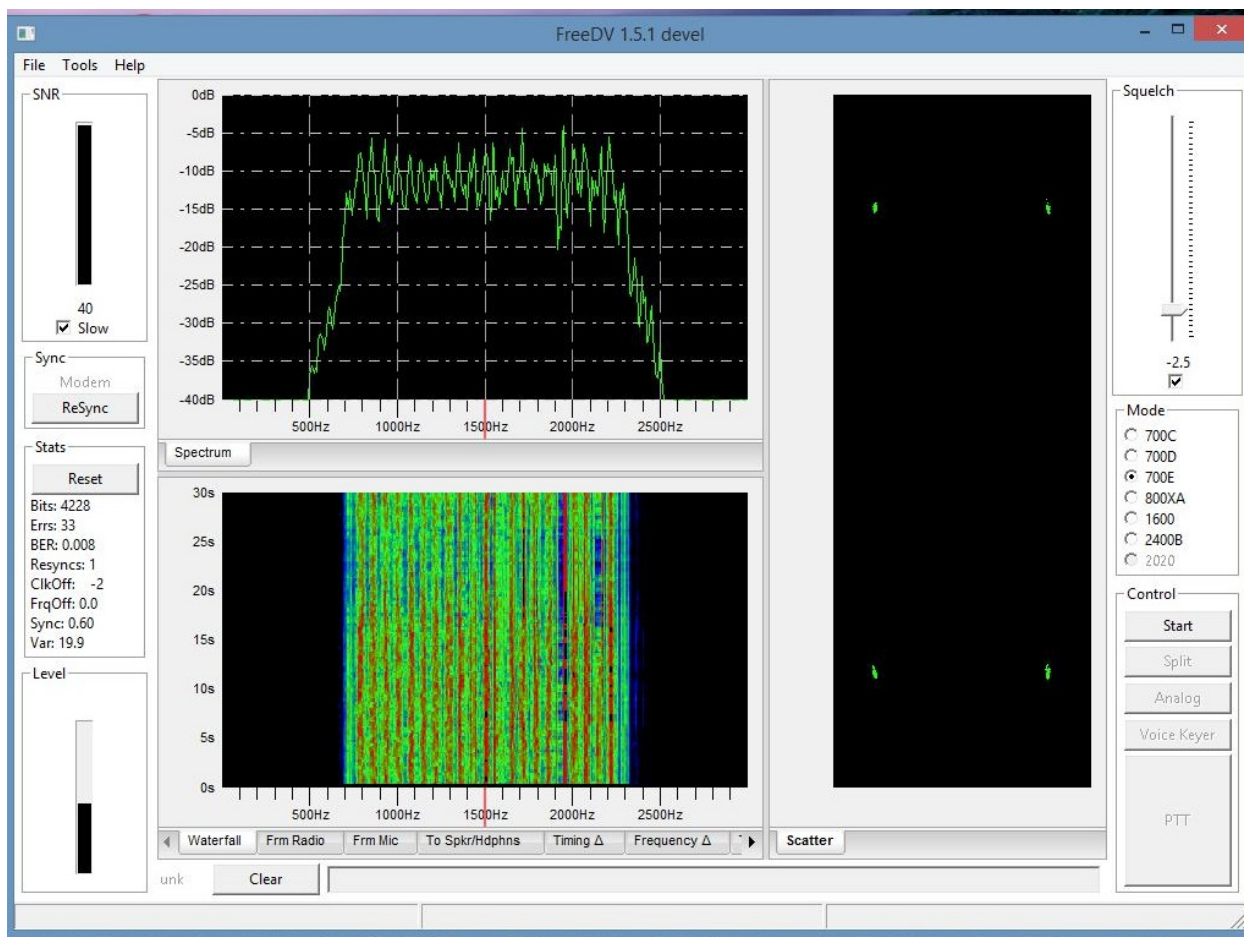 FreeDV 1.5.1 devel
File Tools Help
SNR
40
Slow
Sync
Modem
ReSync
Stats
Reset
Bits: 4228
Errs: 33
BER: 0.008
Resyncs: 1
ClkOff: -2
FrqOff: 0.0
Sync: 0.60
Var: 19.9
Level
0dB
-5dB
-10dB
-15dB
-20dB
-25dB
-30dB
-35dB
-40dB
500Hz 1000Hz 1500Hz 2000Hz 2500Hz
Spectrum
30s
25s
20s
15s
10s
5s
0s
500Hz 1000Hz 1500Hz 2000Hz 2500Hz
Waterfall Frm Radio Frm Mic To Spkr/Hdphns Timing Δ Frequency Δ
unk Clear
Scatter
Squelch
-2.5
Mode
700C
700D
700E
800XA
1600
2400B
2020
Control
Start
Split
Analog
Voice Keyer
PTT